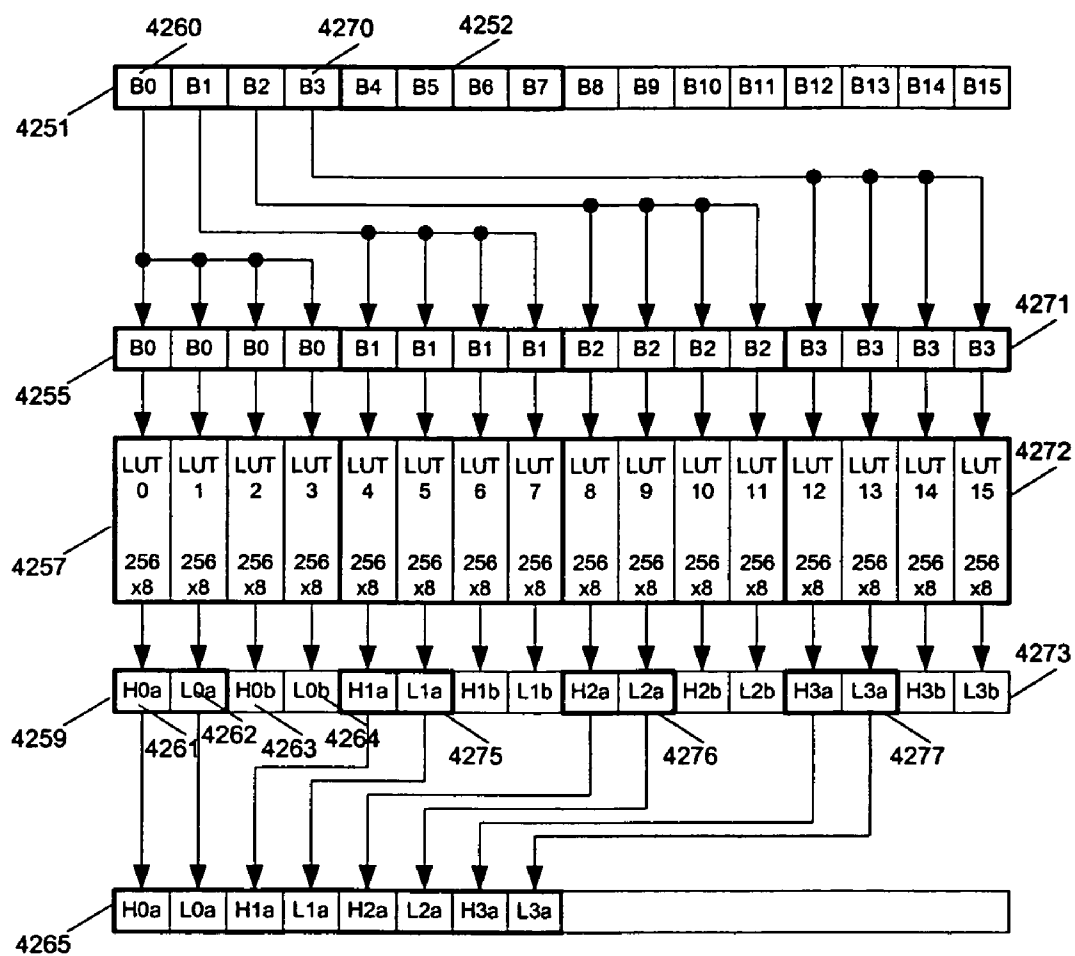 4260 4270 4252
B0 B1 B2 B3 B4 B5 B6 B7 B8 B9 B10 B11 B12 B13 B14 B15
4251
4271
B0 B0 B0 B0 B1 B1 B1 B1 B2 B2 B2 B2 B3 B3 B3 B3
4255
LUT LUT LUT LUT LUT LUT LUT LUT LUT LUT LUT LUT LUT LUT LUT LUT
4272
0 1 2 3 4 5 6 7 8 9 10 11 12 13 14 15
256 256 256 256 256 256 256 256 256 256 256 256 256 256 256 256
4257
x8 x8 x8 x8 x8 x8 x8 x8 x8 x8 x8 x8 x8 x8 x8 x8
4273
H0a L0a H0b L0b H1a L1a H1b L1b H2a L2a H2b L2b H3a L3a H3b L3b
4259 4261 4262 4263 4264 4275 4276 4277
H0a L0a H1a L1a H2a L2a H3a L3a
4265